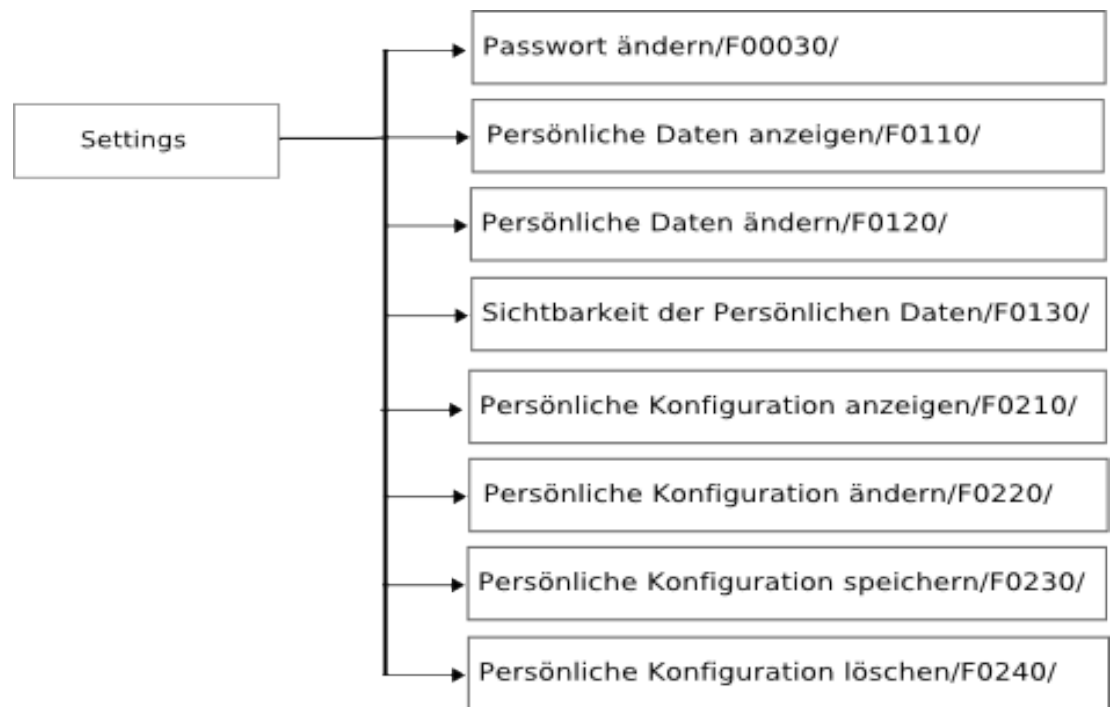 Settings
Passwort ändern/F00030/
Persönliche Daten anzeigen/F0110/
Persönliche Daten ändern/F0120/
Sichtbarkeit der Persönlichen Daten/F0130/
Persönliche Konfiguration anzeigen/F0210/
Persönliche Konfiguration ändern/F0220/
Persönliche Konfiguration speichern/F0230/
Persönliche Konfiguration löschen/F0240/